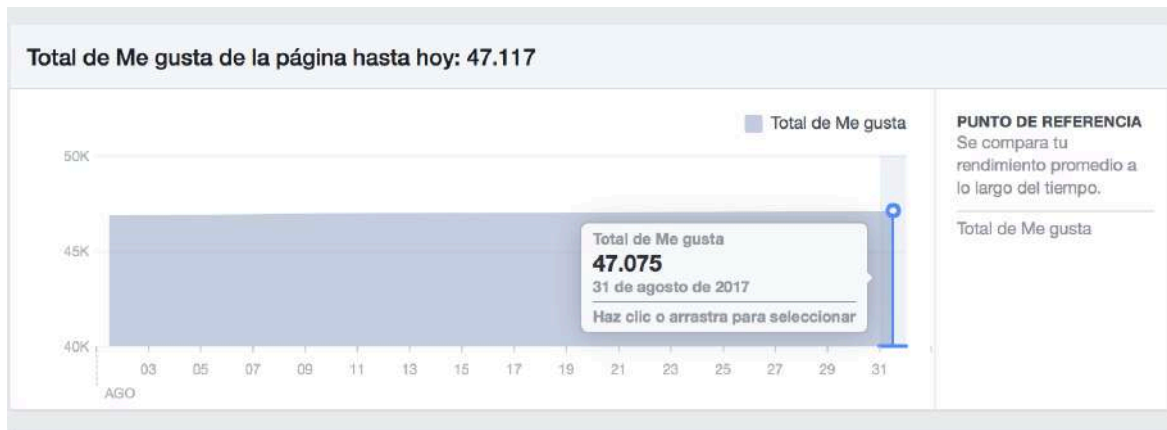 Total de Me gusta de la página hasta hoy: 47.117
Total de Me gusta
PUNTO DE REFERENCIA
Se compara tu
rendimiento promedio a
lo largo del tiempo.
Total de Me gusta
50K
45K
40K
Total de Me gusta
47.075
31 de agosto de 2017
Haz clic o arrastra para seleccionar
03 05 07 09 11 13 15 17 19 21 23 25 27 29 31
AGO